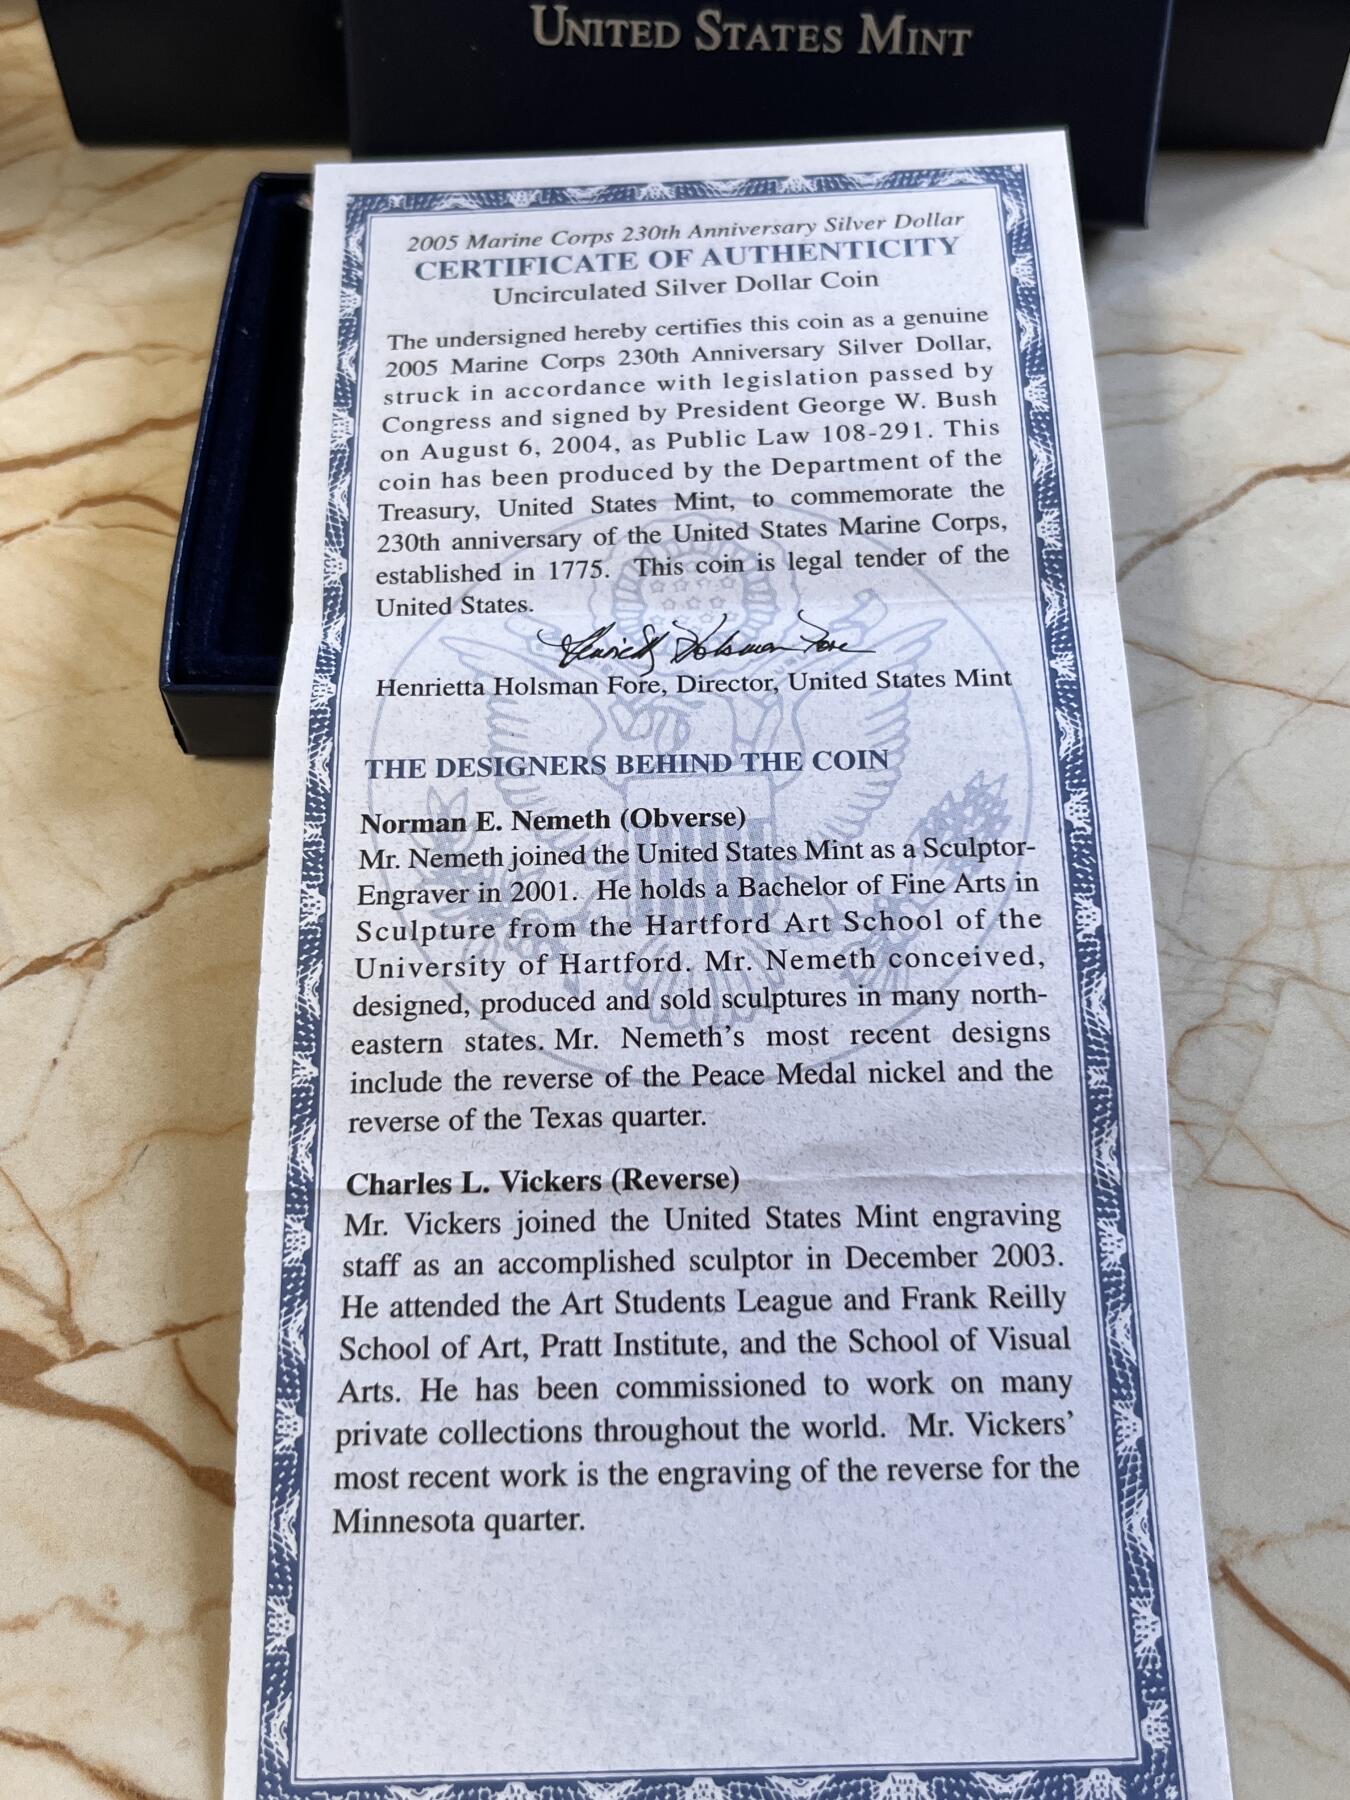 UNITED STATES MINT
2005 Marine Corps 230th Anniversary Silver Dollar
CERTIFICATE OF AUTHENTICITY
Uncirculated Silver Dollar Coin
The undersigned hereby certifies this coin as a genuine
2005 Marine Corps 230th Anniversary Silver Dollar,
struck in accordance with legislation passed by
Congress and signed by President George W. Bush
on August 6, 2004, as Public Law 108-291. This
coin has been produced by the Department of the
Treasury, United States Mint, to commemorate the
230th anniversary of the United States Marine Corps,
established in 1775. This coin is legal tender of the
United States.
Henrietta Holsman Fore
Henrietta Holsman Fore, Director, United States Mint
THE DESIGNERS BEHIND THE COIN
Norman E. Nemeth (Obverse)
Mr. Nemeth joined the United States Mint as a Sculptor-
Engraver in 2001. He holds a Bachelor of Fine Arts in
Sculpture from the Hartford Art School of the
University of Hartford. Mr. Nemeth conceived,
designed, produced and sold sculptures in many north-
eastern states. Mr. Nemeth's most recent designs
include the reverse of the Peace Medal nickel and the
reverse of the Texas quarter.
Charles L. Vickers (Reverse)
Mr. Vickers joined the United States Mint engraving
staff as an accomplished sculptor in December 2003.
He attended the Art Students League and Frank Reilly
School of Art, Pratt Institute, and the School of Visual
Arts. He has been commissioned to work on many
private collections throughout the world. Mr. Vickers'
most recent work is the engraving of the reverse for the
Minnesota quarter.